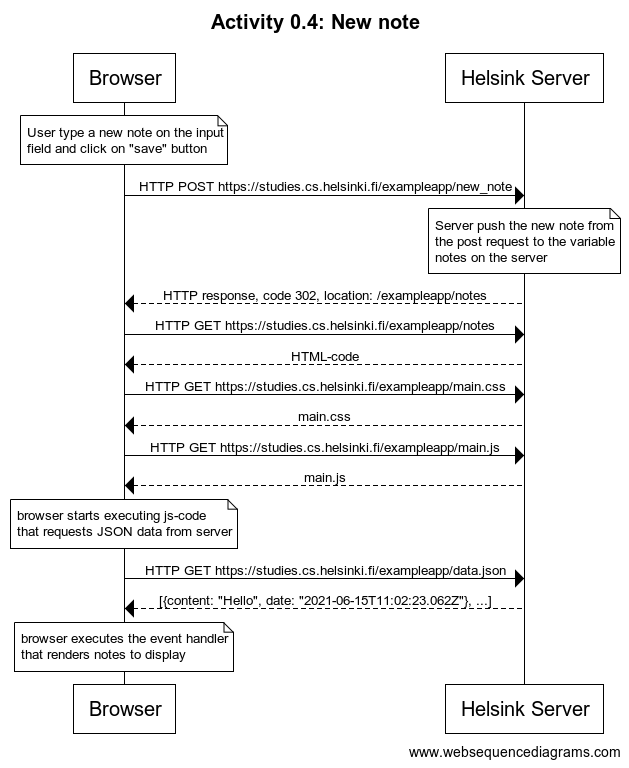 Activity 0.4: New note
Browser
Helsink Server
User type a new note on the input
field and click on "save" button
HTTP POST https://studies.cs.helsinki.fi/exampleapp/new_note
Server push the new note from
the post request to the variable
notes on the server
HTTP response, code 302, location: /exampleapp/notes
HTTP GET https://studies.cs.helsinki.fi/exampleapp/notes
HTML-code
HTTP GET https://studies.cs.helsinki.fi/exampleapp/main.css
main.css
HTTP GET https://studies.cs.helsinki.fi/exampleapp/main.js
main.js
browser starts executing js-code
that requests JSON data from server
HTTP GET https://studies.cs.helsinki.fi/exampleapp/data.json
[{content: "Hello", date: "2021-06-15T11:02:23.062Z"}, ...]
browser executes the event handler
that renders notes to display
Browser
Helsink Server
www.websequencediagrams.com